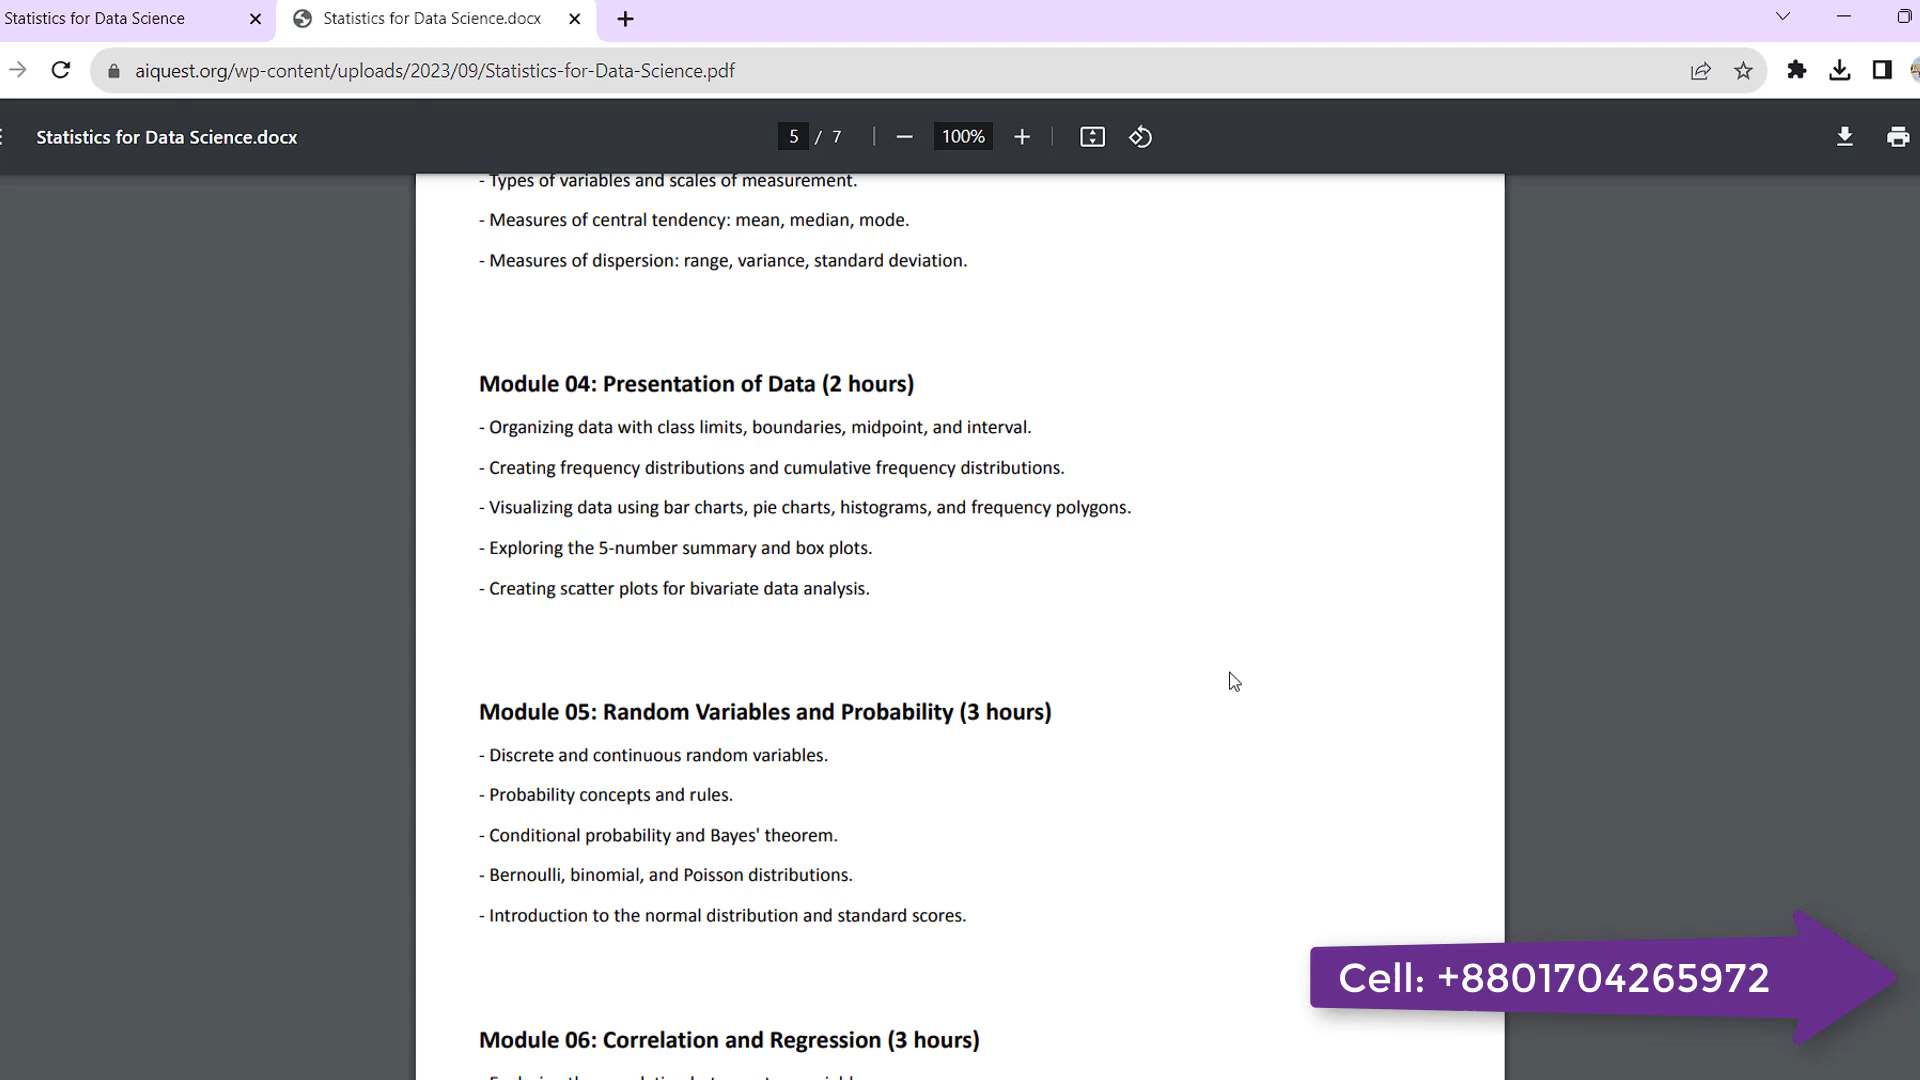 Statistics for Data Science
Statistics for Data Science.docx
aiquest.org/wp-content/uploads/2023/09/Statistics-for-Data-Science.pdf
Statistics for Data Science.docx
5 / 7
100%
- Types of variables and scales of measurement.
- Measures of central tendency: mean, median, mode.
- Measures of dispersion: range, variance, standard deviation.
Module 04: Presentation of Data (2 hours)
- Organizing data with class limits, boundaries, midpoint, and interval.
- Creating frequency distributions and cumulative frequency distributions.
- Visualizing data using bar charts, pie charts, histograms, and frequency polygons.
- Exploring the 5-number summary and box plots.
- Creating scatter plots for bivariate data analysis.
Module 05: Random Variables and Probability (3 hours)
- Discrete and continuous random variables.
- Probability concepts and rules.
- Conditional probability and Bayes' theorem.
- Bernoulli, binomial, and Poisson distributions.
- Introduction to the normal distribution and standard scores.
Cell: +8801704265972
Module 06: Correlation and Regression (3 hours)